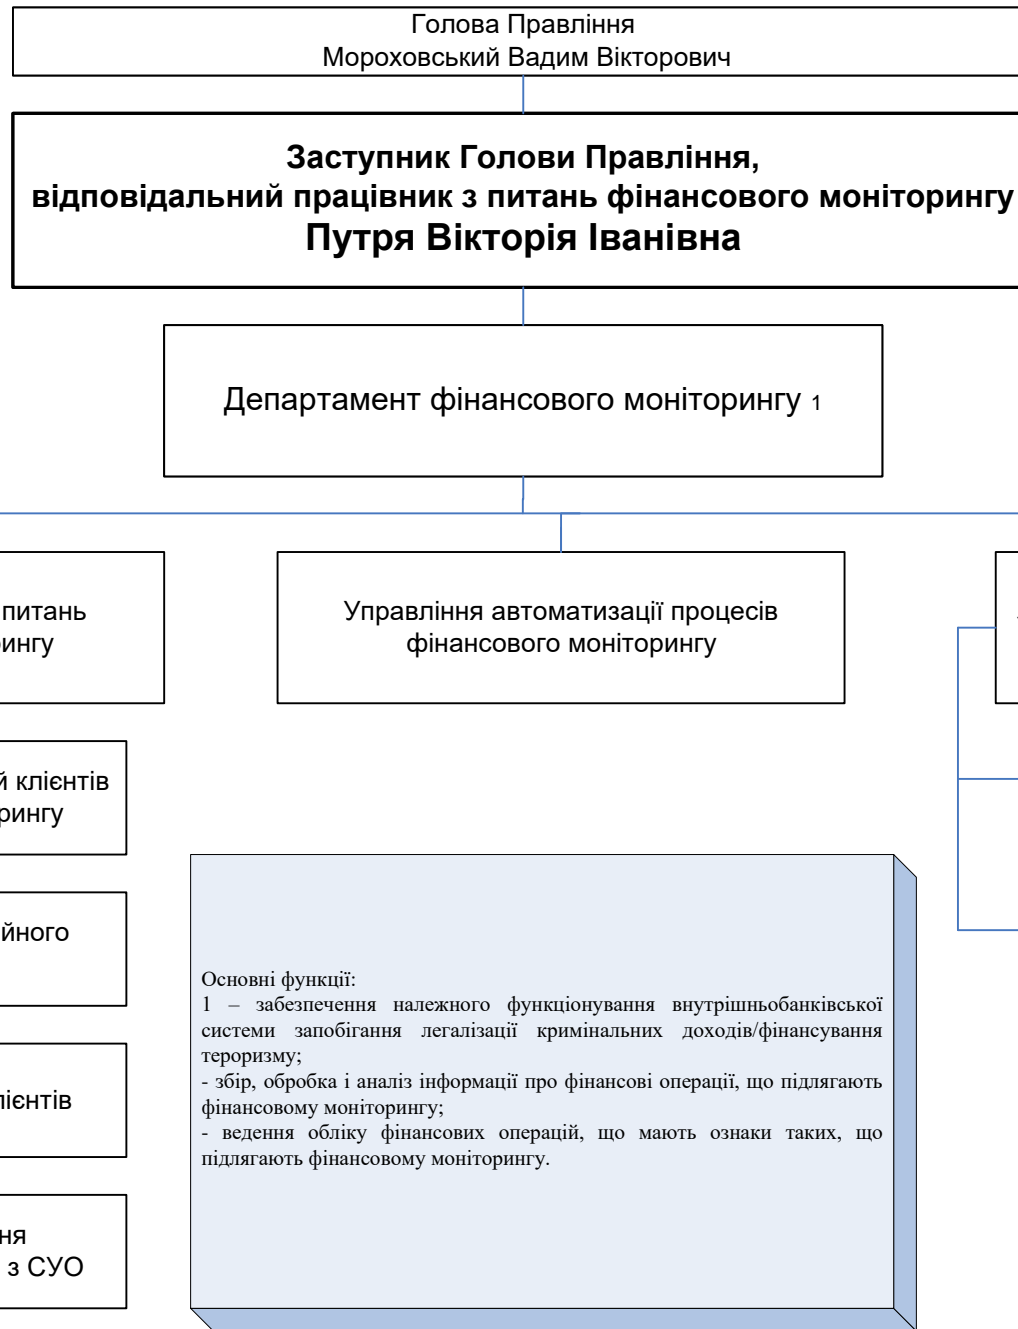 Голова Правління
Мороховський Вадим Вікторович
Заступник Голови Правління,
відповідальний працівник з питань фінансового моніторингу
Путря Вікторія Іванівна
Департамент фінансового моніторингу 1
питань
рингу
Управління автоматизації процесів
фінансового моніторингу
й клієнтів
рингу
ійного
лієнтів
ня
з СУО
Основні функції:
1 – забезпечення належного функціонування внутрішньобанківської
системи запобігання легалізації кримінальних доходів/фінансування
тероризму;
- збір, обробка і аналіз інформації про фінансові операції, що підлягають
фінансовому моніторингу;
- ведення обліку фінансових операцій, що мають ознаки таких, що
підлягають фінансовому моніторингу.